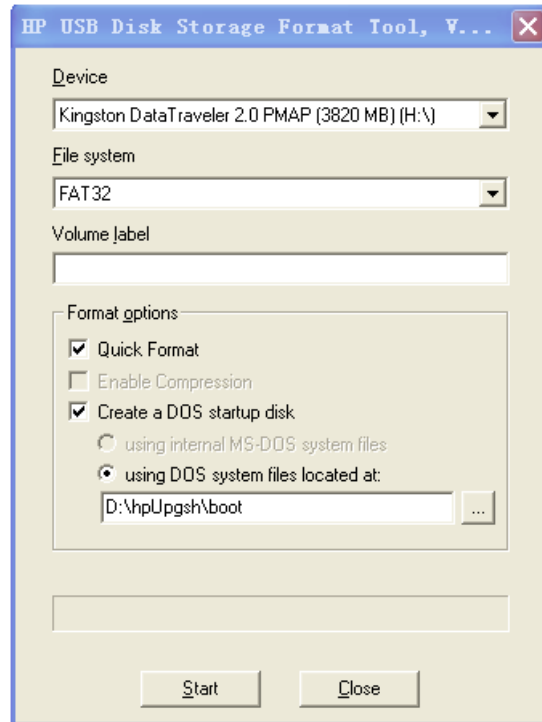 HP USB Disk Storage Format Tool, V...
Device
Kingston DataTraveler 2.0 PMAP (3820 MB) (H:\)
File system
FAT32
Volume label
Format options
Quick Format
Enable Compression
Create a DOS startup disk
using internal MS-DOS system files
using DOS system files located at:
D:\hpUpgsh\boot
...
Start Close